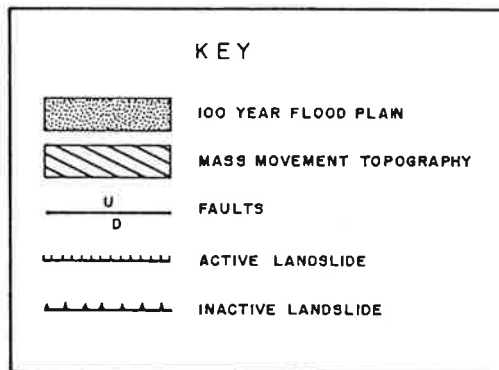 KEY
100 YEAR FLOOD PLAIN
MASS MOVEMENT TOPOGRAPHY
U
FAULTS
D
ACTIVE LANDSLIDE
INACTIVE LANDSLIDE